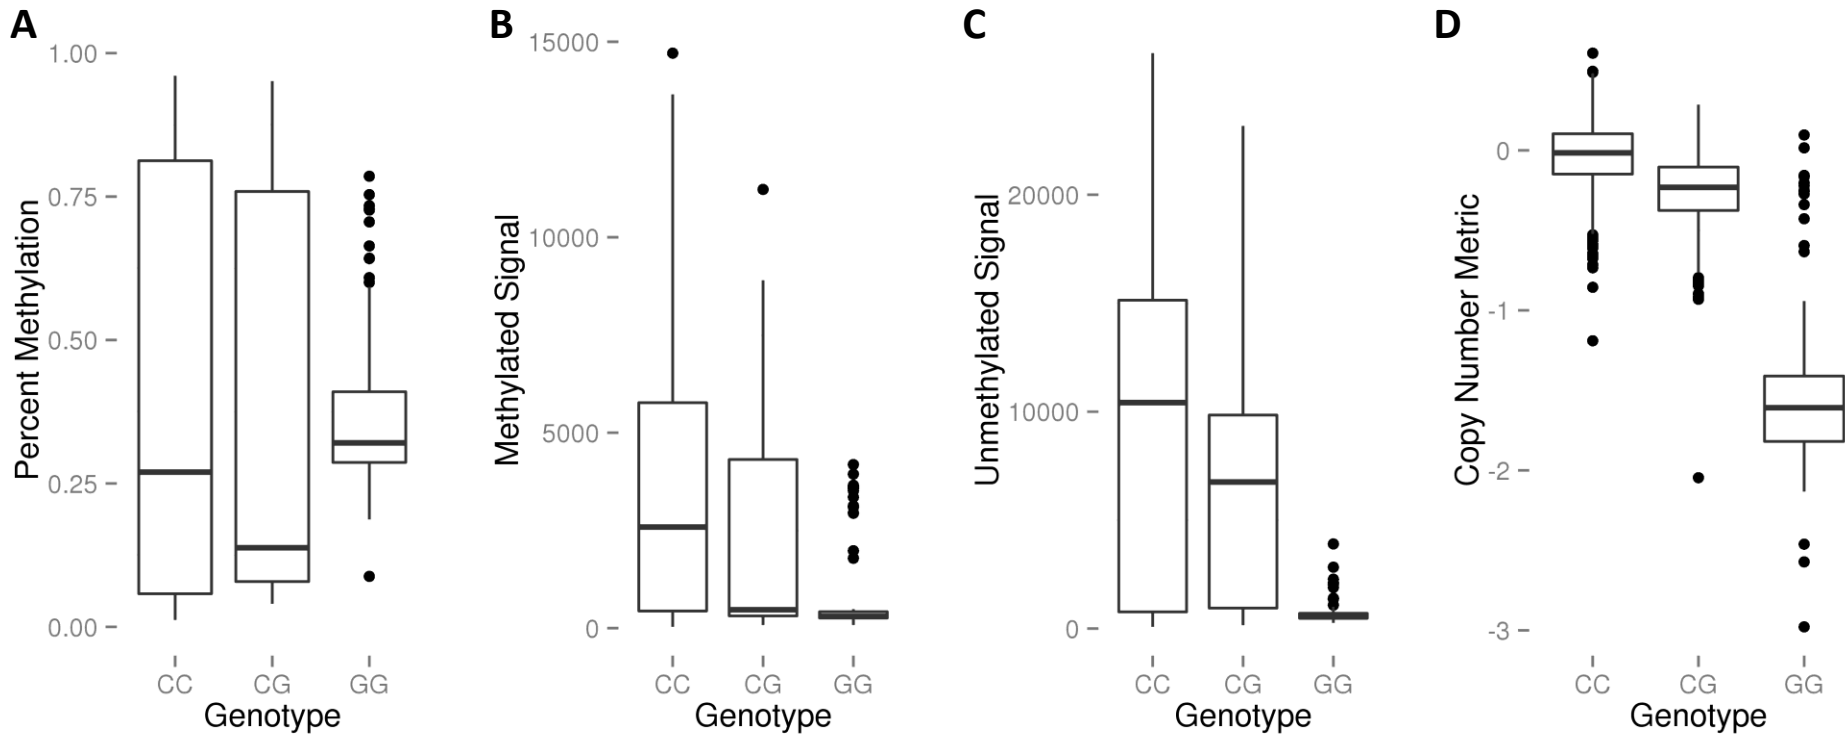 A
Percent Methylation
1.00
0.75
0.50
0.25
0.00
CC CG GG
Genotype
B
Methylated Signal
15000
10000
5000
0
CC CG GG
Genotype
C
Unmethylated Signal
20000
10000
0
CC CG GG
Genotype
D
Copy Number Metric
0
-1
-2
-3
CC CG GG
Genotype